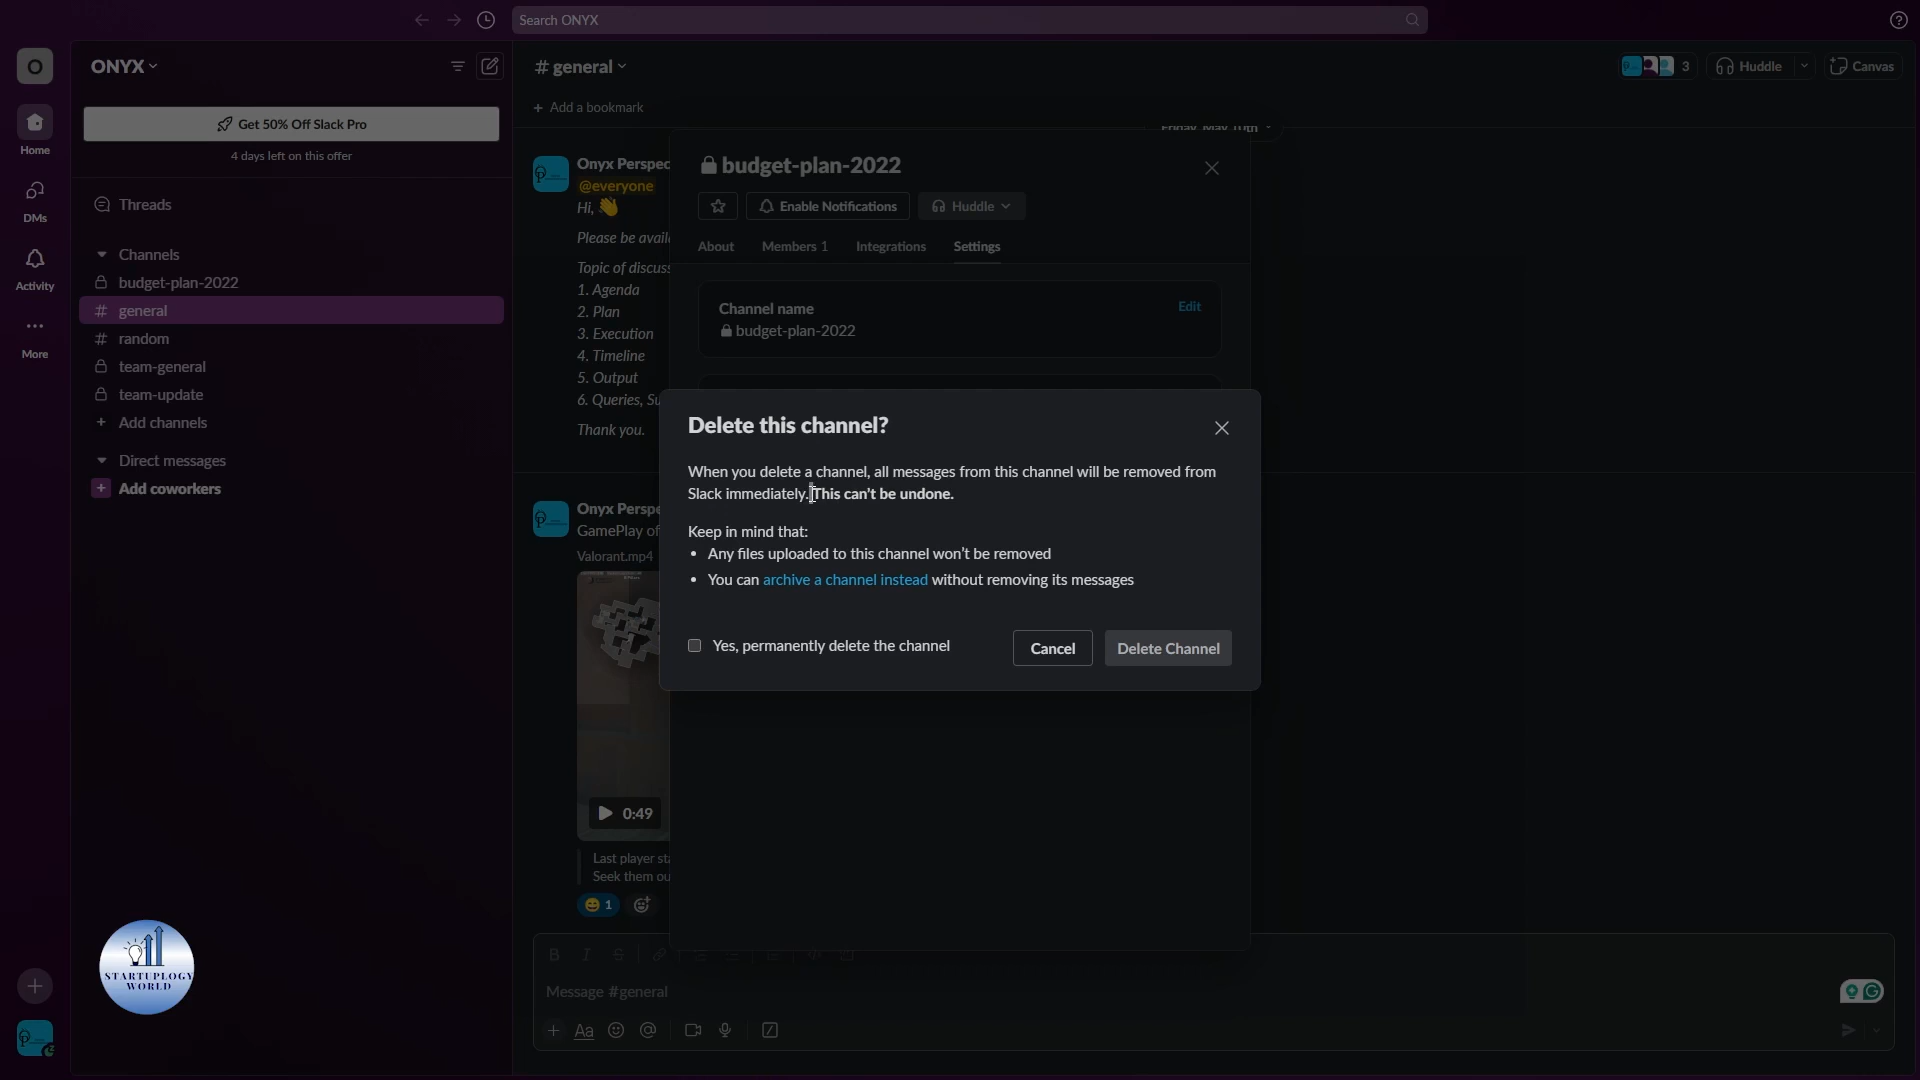 Search ONYX
O
ONYX
# general
3
Huddle
Canvas
+ Add a bookmark
Get 50% Off Slack Pro
4 days left on this offer
Home
DMs
Activity
More
Threads
Channels
budget-plan-2022
# general
# random
team-general
team-update
+ Add channels
Direct messages
+ Add coworkers
Friday, May 10th
Onyx Perspec
@everyone
Hi, 👋
Please be avail
Topic of discuss
1. Agenda
2. Plan
3. Execution
4. Timeline
5. Output
6. Queries, Su
Thank you.
budget-plan-2022
Enable Notifications
Huddle
About Members 1 Integrations Settings
Channel name
Edit
budget-plan-2022
Delete this channel?
When you delete a channel, all messages from this channel will be removed from
Slack immediately. This can't be undone.
Keep in mind that:
• Any files uploaded to this channel won't be removed
• You can archive a channel instead without removing its messages
Yes, permanently delete the channel
Cancel
Delete Channel
Onyx Perspe
GamePlay of
Valorant.mp4
0:49
Last player sta
Seek them ou
😄 1
B I S
Message #general
+ Aa
STARTUPLOGY
WORLD